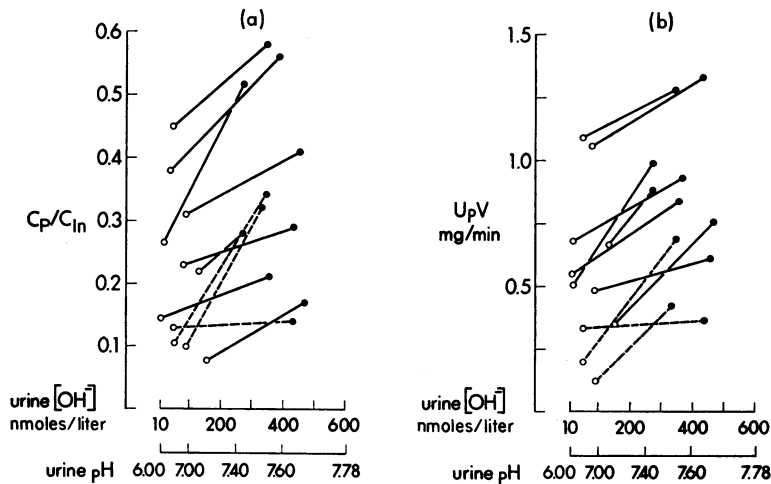 (a)
0.6
0.5
0.4
0.3
0.2
0.1
CP/CIn
urine [OH⁻]
nmoles/liter
10 200 400 600
urine pH 6.00 7.00 7.40 7.60 7.78
(b)
1.5
1.0
0.5
UPV
mg/min
urine [OH⁻]
nmoles/liter
10 200 400 600
urine pH 6.00 7.00 7.40 7.60 7.78